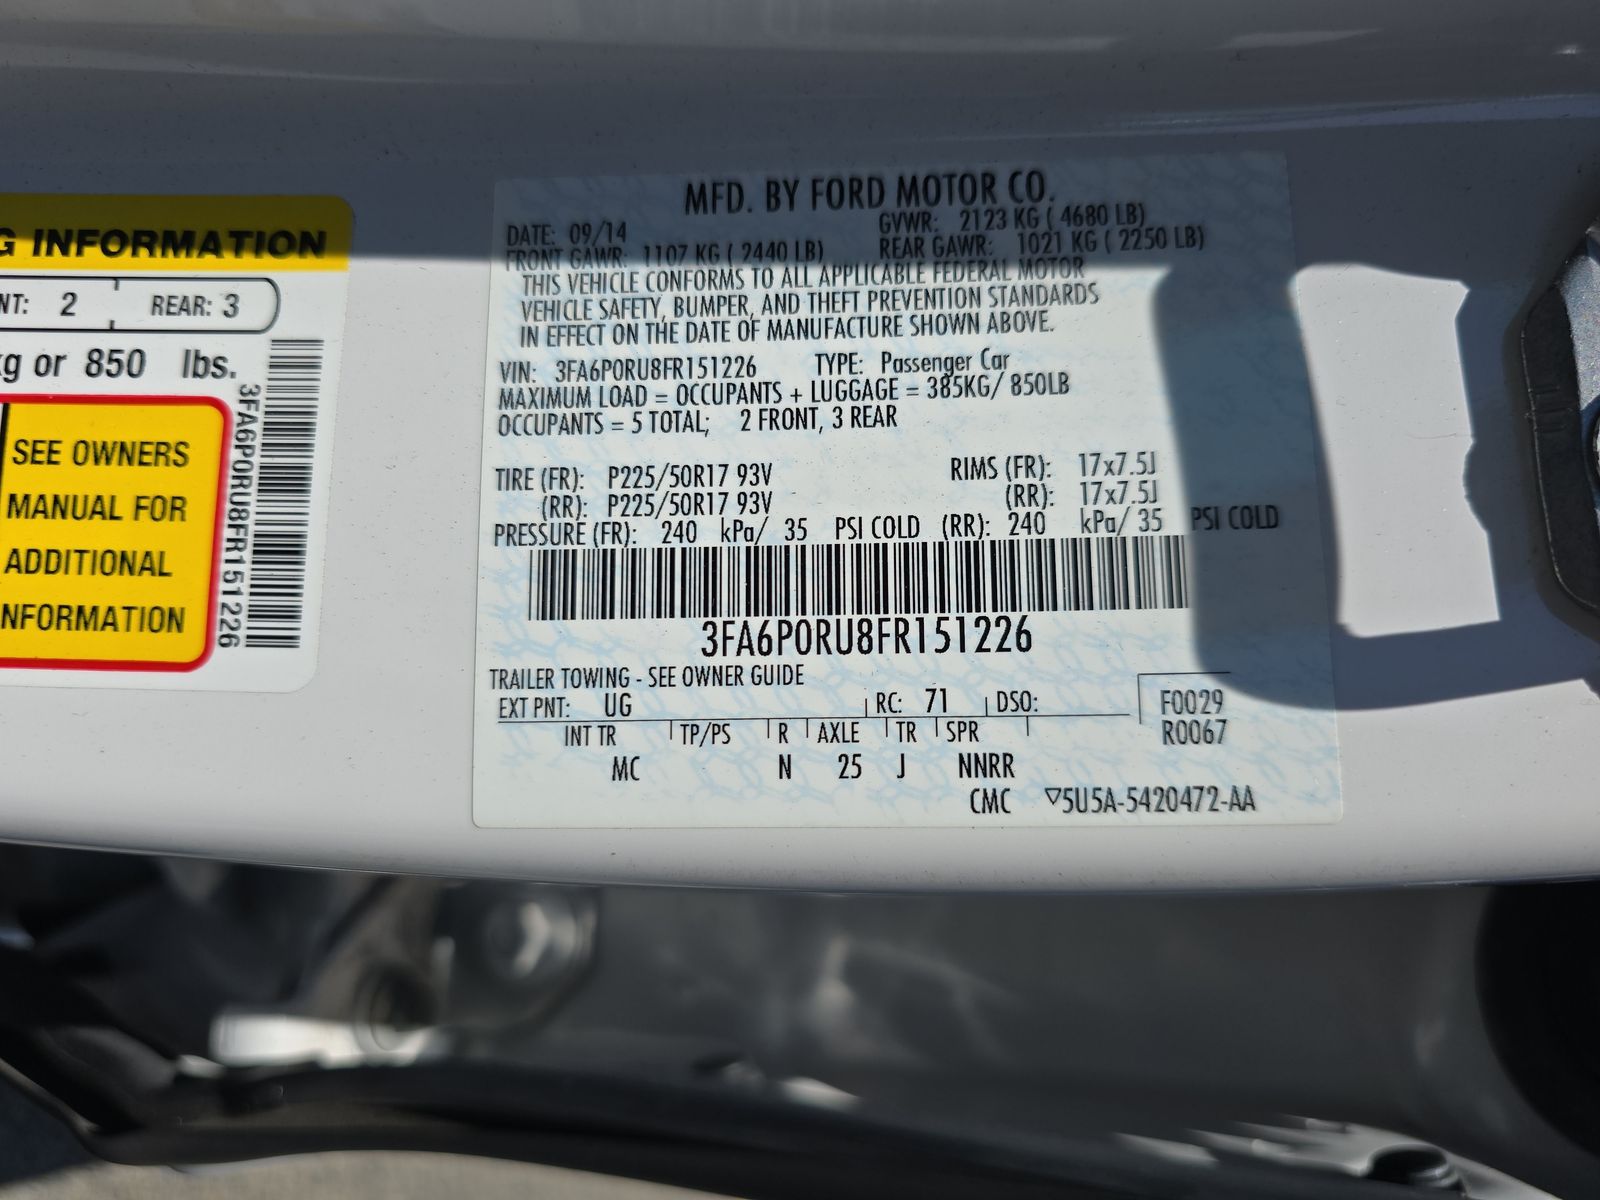 G INFORMATION
NT: 2 REAR: 3
kg or 850 lbs.
SEE OWNERS
MANUAL FOR
ADDITIONAL
NFORMATION
3FA6P0RU8FR151226
MFD. BY FORD MOTOR CO.
DATE: 09/14 GVWR: 2123 KG ( 4680 LB)
FRONT GAWR: 1107 KG ( 2440 LB) REAR GAWR: 1021 KG ( 2250 LB)
THIS VEHICLE CONFORMS TO ALL APPLICABLE FEDERAL MOTOR
VEHICLE SAFETY, BUMPER, AND THEFT PREVENTION STANDARDS
IN EFFECT ON THE DATE OF MANUFACTURE SHOWN ABOVE.
VIN: 3FA6P0RU8FR151226 TYPE: Passenger Car
MAXIMUM LOAD = OCCUPANTS + LUGGAGE = 385KG/ 850LB
OCCUPANTS = 5 TOTAL; 2 FRONT, 3 REAR
TIRE (FR): P225/50R17 93V RIMS (FR): 17x7.5J
(RR): P225/50R17 93V (RR): 17x7.5J
PRESSURE (FR): 240 kPa/ 35 PSI COLD (RR): 240 kPa/ 35 PSI COLD
3FA6P0RU8FR151226
TRAILER TOWING - SEE OWNER GUIDE
EXT PNT: UG RC: 71 DSO: F0029
INT TR TP/PS R AXLE TR SPR R0067
MC N 25 J NNRR
CMC ▽5U5A-5420472-AA